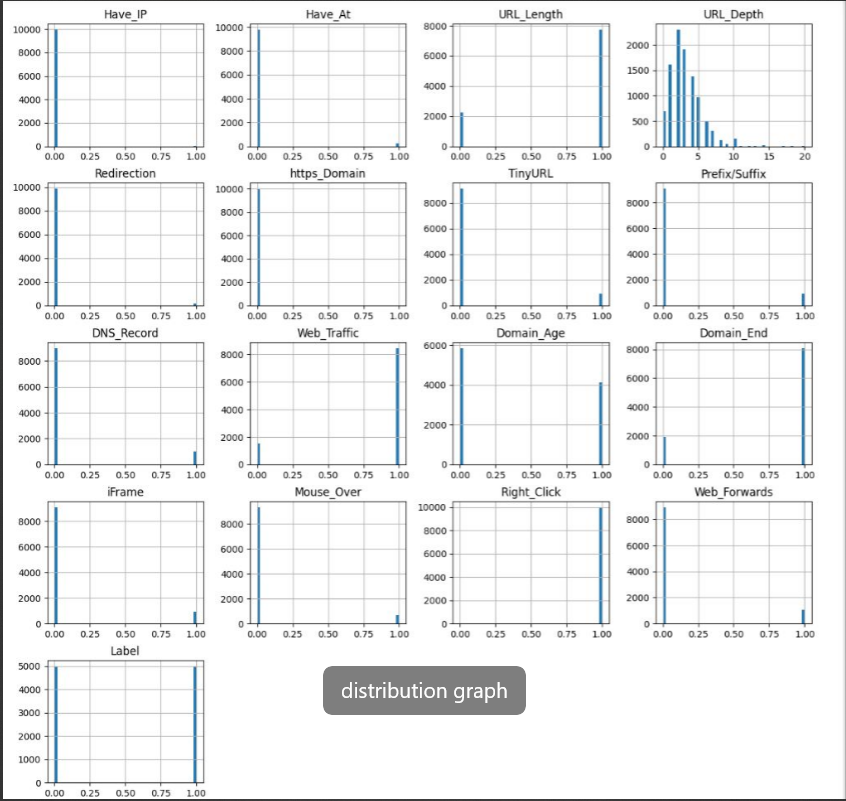 Have_IP Have_At URL_Length URL_Depth
10000 10000 8000 2000
8000 8000 6000 1500
6000 6000 4000 1000
4000 4000 2000 500
2000 2000
0 0 0 0
0.00 0.25 0.50 0.75 1.00 0.00 0.25 0.50 0.75 1.00 0.00 0.25 0.50 0.75 1.00 0 5 10 15 20
Redirection https_Domain TinyURL Prefix/Suffix
10000 10000 8000 8000
8000 8000 6000 6000
6000 6000 4000 4000
4000 4000 2000 2000
2000 2000
0 0 0 0
0.00 0.25 0.50 0.75 1.00 0.00 0.25 0.50 0.75 1.00 0.00 0.25 0.50 0.75 1.00 0.00 0.25 0.50 0.75 1.00
DNS_Record Web_Traffic Domain_Age Domain_End
8000 8000 6000 8000
6000 6000 4000 6000
4000 4000 2000 4000
2000 2000 2000
0 0 0 0
0.00 0.25 0.50 0.75 1.00 0.00 0.25 0.50 0.75 1.00 0.00 0.25 0.50 0.75 1.00 0.00 0.25 0.50 0.75 1.00
iFrame Mouse_Over Right_Click Web_Forwards
8000 8000 10000 8000
6000 6000 8000 6000
4000 4000 6000 4000
2000 2000 4000 2000
2000
0 0 0 0
0.00 0.25 0.50 0.75 1.00 0.00 0.25 0.50 0.75 1.00 0.00 0.25 0.50 0.75 1.00 0.00 0.25 0.50 0.75 1.00
Label
5000
4000
3000
2000
1000
0
0.00 0.25 0.50 0.75 1.00
distribution graph